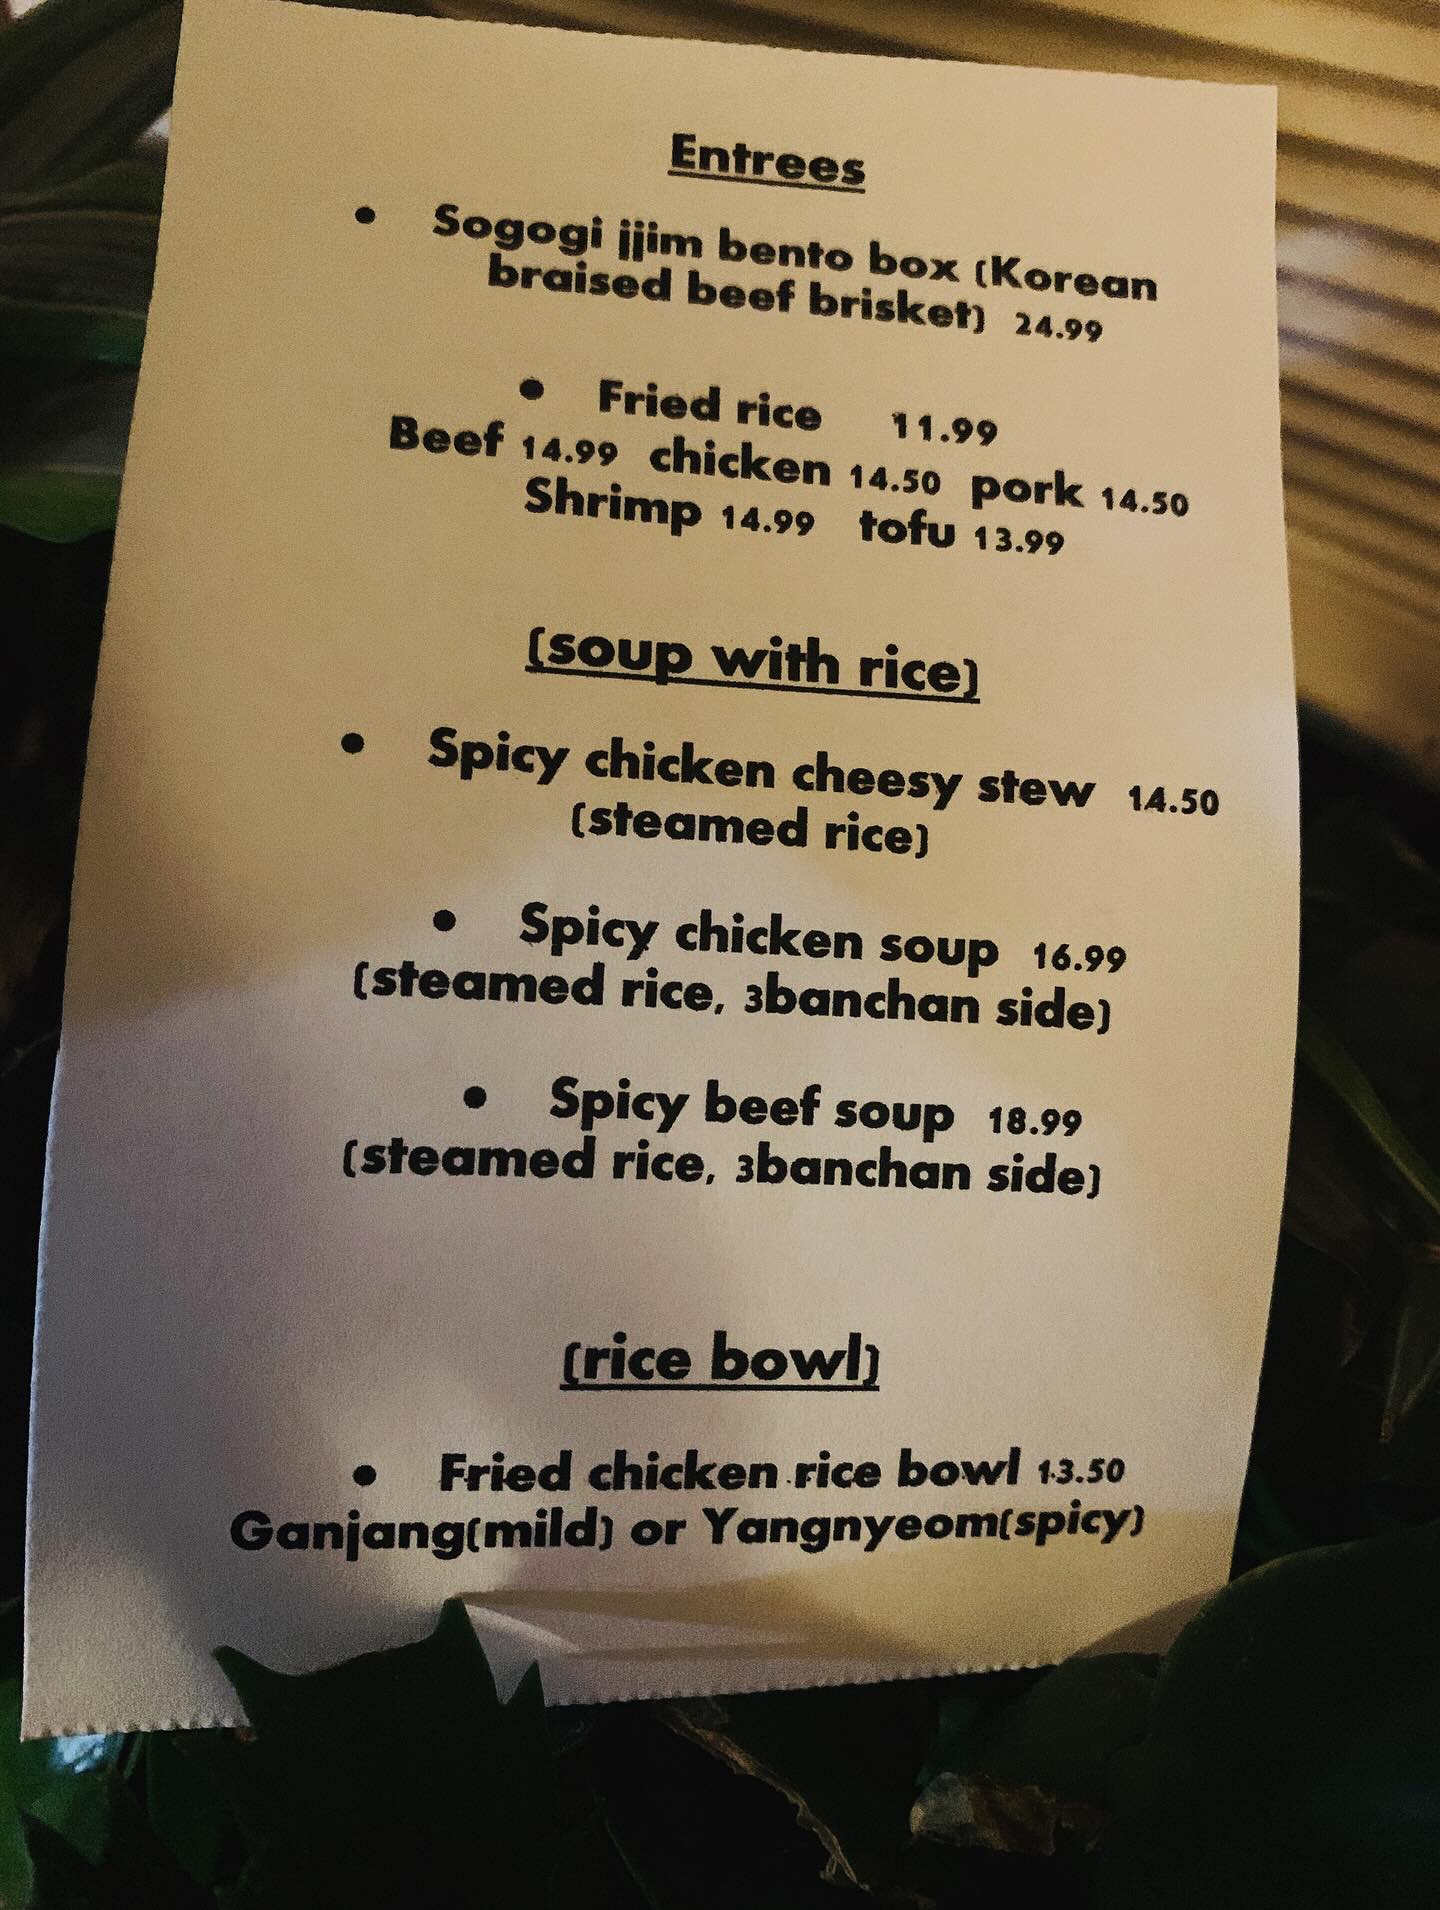 Entrees
• Sogogi jjim bento box (Korean
braised beef brisket) 24.99
• Fried rice 11.99
Beef 14.99 chicken 14.50 pork 14.50
Shrimp 14.99 tofu 13.99
(soup with rice)
• Spicy chicken cheesy stew 14.50
(steamed rice)
• Spicy chicken soup 16.99
(steamed rice, 3banchan side)
• Spicy beef soup 18.99
(steamed rice, 3banchan side)
(rice bowl)
• Fried chicken rice bowl 13.50
Ganjang(mild) or Yangnyeom(spicy)